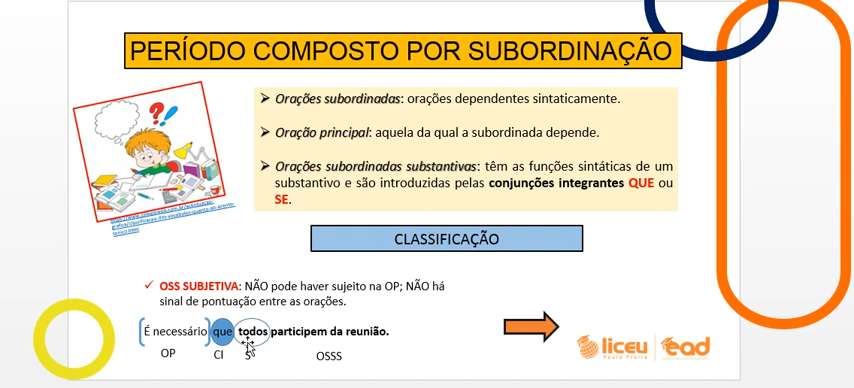 PERÍODO COMPOSTO POR SUBORDINAÇÃO
Orações subordinadas: orações dependentes sintaticamente.
Oração principal: aquela da qual a subordinada depende.
Orações subordinadas substantivas: têm as funções sintáticas de um
substantivo e são introduzidas pelas conjunções integrantes QUE ou
SE.
CLASSIFICAÇÃO
OSS SUBJETIVA: NÃO pode haver sujeito na OP; NÃO há
sinal de pontuação entre as orações.
É necessário que todos participem da reunião.
OP CI S OSSS
liceu ead
Paulo Freire